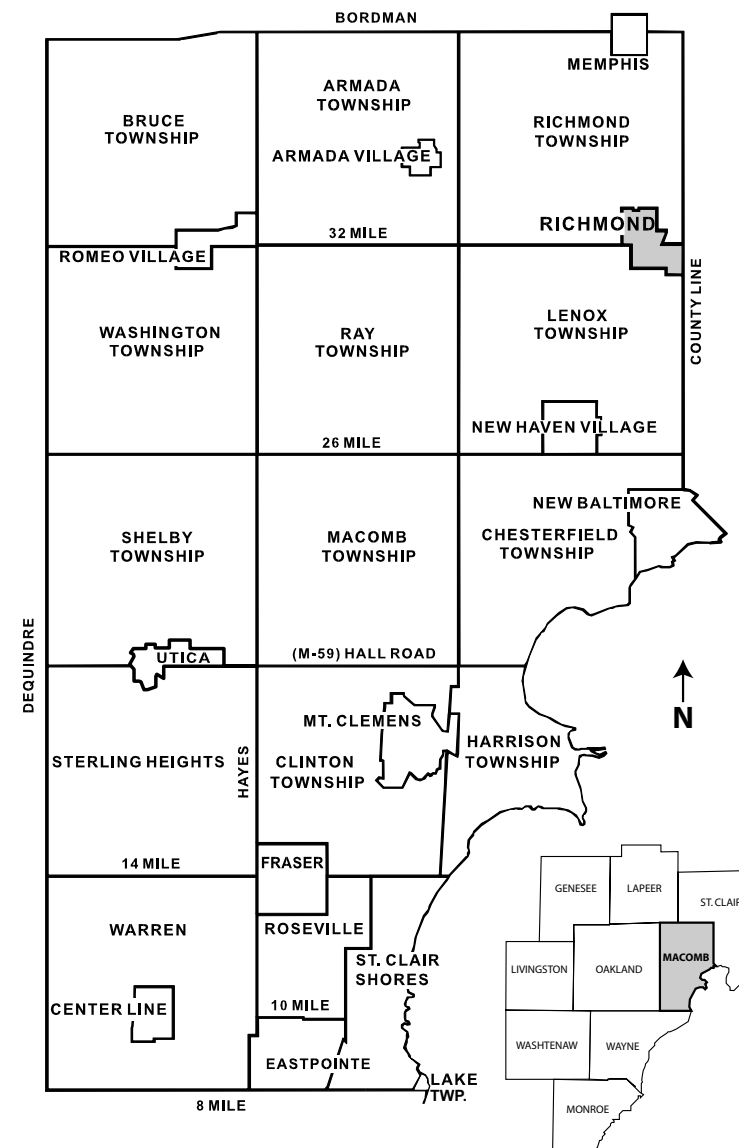 BORDMAN
MEMPHIS
ARMADA
TOWNSHIP
BRUCE
TOWNSHIP
RICHMOND
TOWNSHIP
ARMADA VILLAGE
RICHMOND
32 MILE
ROMEO VILLAGE
COUNTY LINE
WASHINGTON
TOWNSHIP
RAY
TOWNSHIP
LENOX
TOWNSHIP
NEW HAVEN VILLAGE
26 MILE
NEW BALTIMORE
SHELBY
TOWNSHIP
MACOMB
TOWNSHIP
CHESTERFIELD
TOWNSHIP
UTICA
(M-59) HALL ROAD
DEQUINDRE
N
MT. CLEMENS
STERLING HEIGHTS
HAYES
CLINTON
TOWNSHIP
HARRISON
TOWNSHIP
14 MILE
FRASER
WARREN
ROSEVILLE
ST. CLAIR
SHORES
CENTER LINE
10 MILE
EASTPOINTE
LAKE
TWP.
8 MILE
GENESEE
LAPEER
ST. CLAIR
LIVINGSTON
OAKLAND
MACOMB
WASHTENAW
WAYNE
MONROE